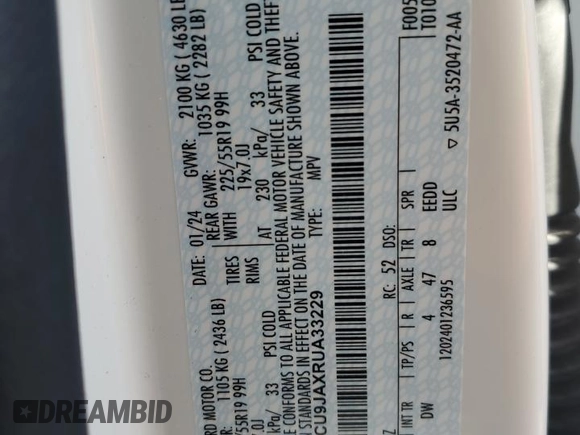 DATE: 01/24 GVWR: 2100 KG ( 4630 LB
RD MOTOR CO.
1105 KG ( 2436 LB) REAR GAWR: 1035 KG ( 2282 LB)
55R19 99H TIRES WITH 225/55R19 99H
19x7.0J RIMS 19x7.0J
kPa/ 33 PSI COLD AT 230 kPa/ 33 PSI COLD
E CONFORMS TO ALL APPLICABLE FEDERAL MOTOR VEHICLE SAFETY AND THEFT
STANDARDS IN EFFECT ON THE DATE OF MANUFACTURE SHOWN ABOVE.
CU9JAXRUA33229
TYPE: MPV
F005
T010
RC: 52 DSO:
INT TR TP/PS R AXLE TR SPR
DW 4 47 8 EEDD
ULC
1202401236595
5U5A-3520472-AA
U.S.A.BID